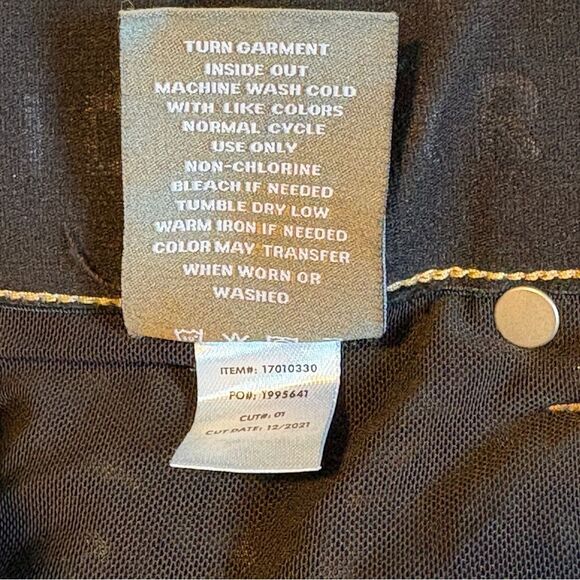 TURN GARMENT
INSIDE OUT
MACHINE WASH COLD
WITH LIKE COLORS
NORMAL CYCLE
USE ONLY
NON-CHLORINE
BLEACH IF NEEDED
TUMBLE DRY LOW
WARM IRON IF NEEDED
COLOR MAY TRANSFER
WHEN WORN OR
WASHED
ITEM#: 17010330
PO#: 1995641
CUT#: 01
CUT DATE: 12/2021